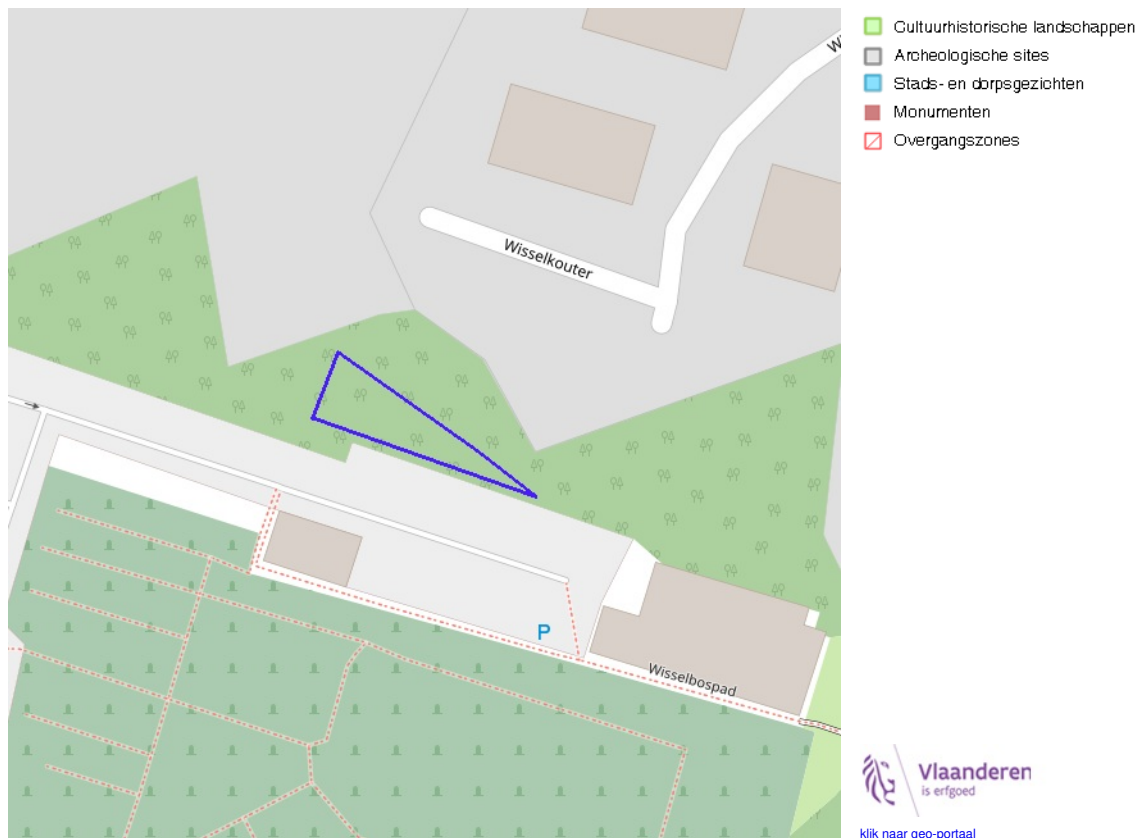 Wisselkouter
P
Wisselbospad
Cultuurhistorische landschappen
Archeologische sites
Stads- en dorpsgezichten
Monumenten
Overgangszones
Vlaanderen
is erfgoed
klik naar geo-portaal